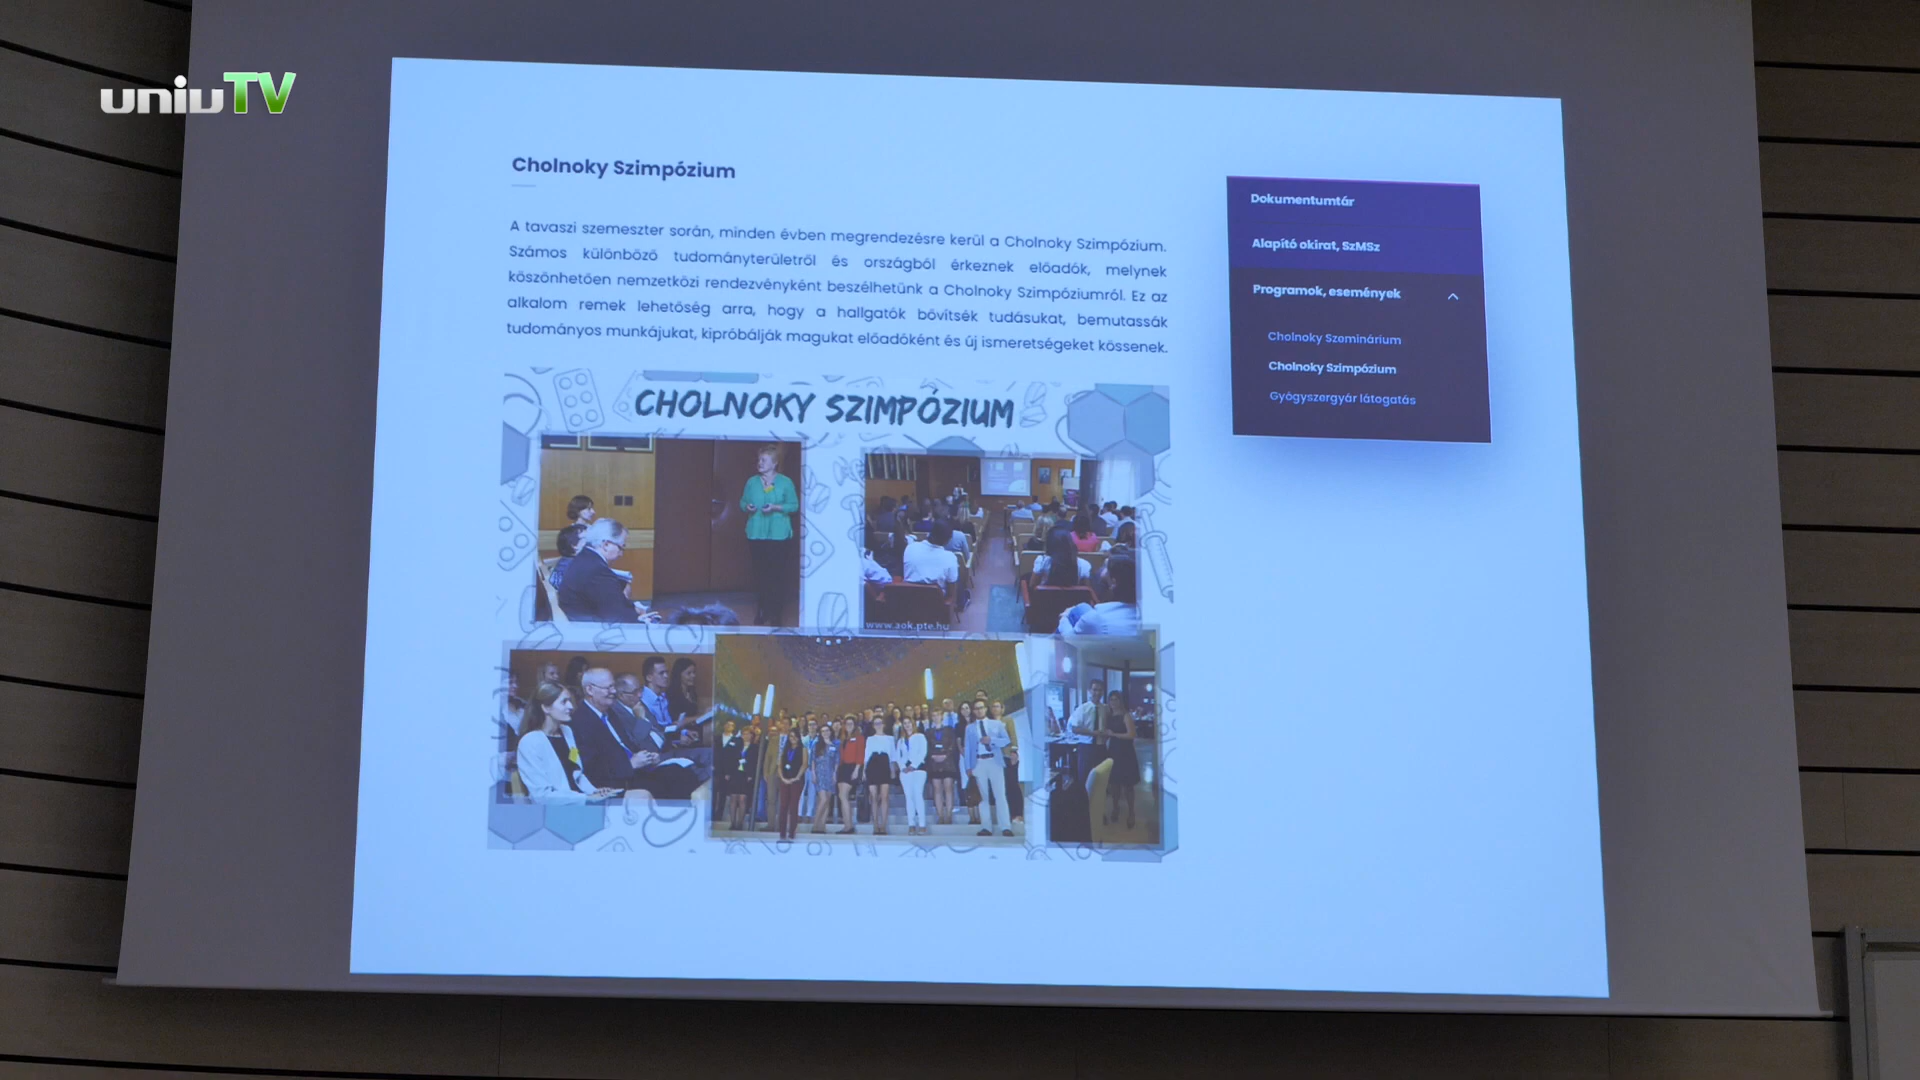 univTV
Cholnoky Szimpózium
A tavaszi szemeszter során, minden évben megrendezésre kerül a Cholnoky Szimpózium.
Számos különböző tudományterületről és országból érkeznek előadók, melynek
köszönhetően nemzetközi rendezvényként beszélhetünk a Cholnoky Szimpóziumról. Ez az
alkalom remek lehetőség arra, hogy a hallgatók bővítsék tudásukat, bemutassák
tudományos munkájukat, kipróbálják magukat előadóként és új ismeretségeket kössenek.
CHOLNOKY SZIMPÓZIUM
www.aok.pte.hu
Dokumentumtár
Alapító okirat, SzMSz
Programok, események
Cholnoky Szeminárium
Cholnoky Szimpózium
Gyógyszergyár látogatás